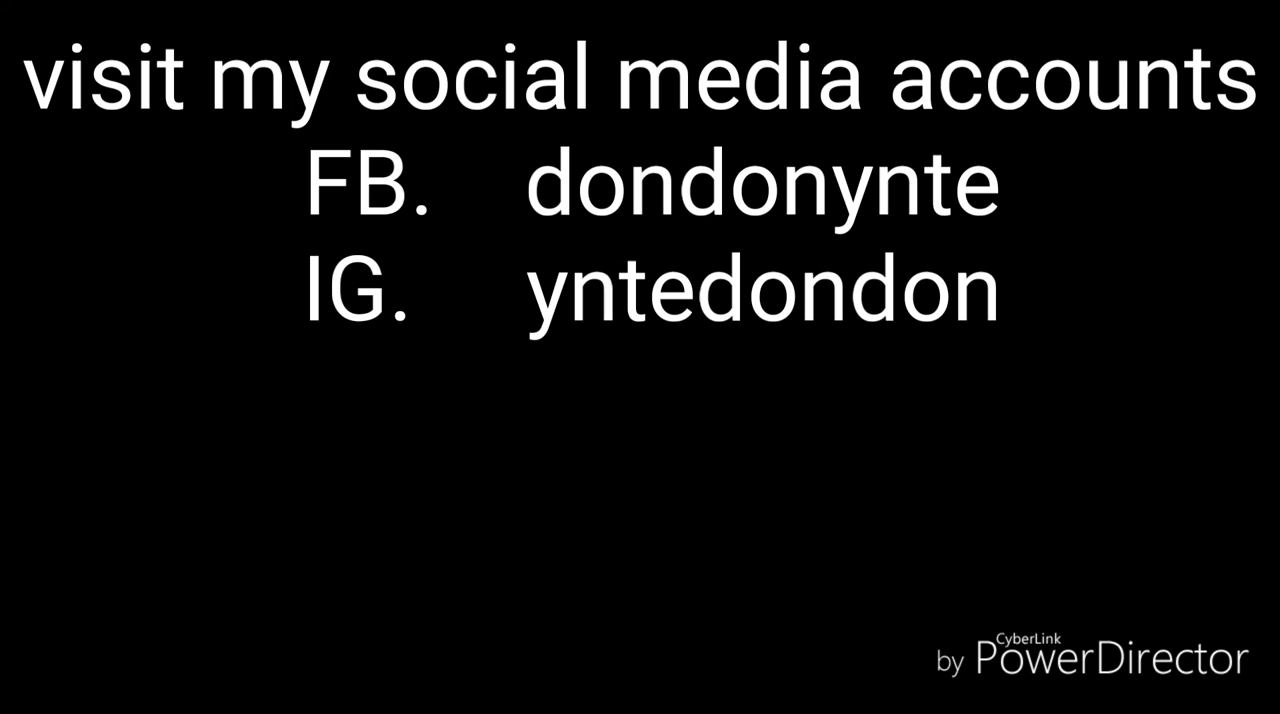 visit my social media accounts
FB. dondonynte
IG. yntedondon
by CyberLink PowerDirector